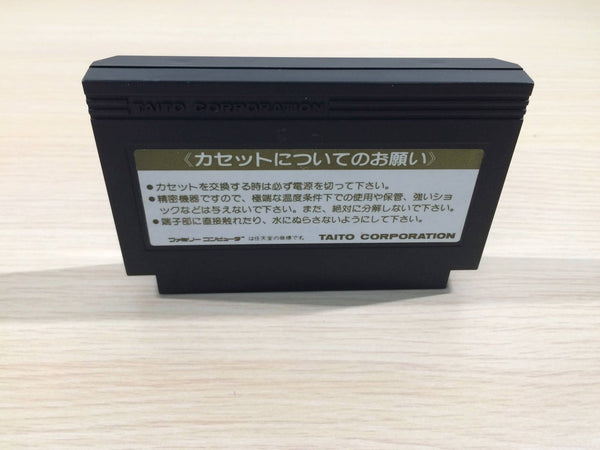 TAITO CORPORATION
《カセットについてのお願い》
●カセットを交換する時は必ず電源を切って下さい。
●精密機器ですので、極端な温度条件下での使用や保管、強いショ
ックなどは与えないで下さい。また、絶対に分解しないで下さい。
●端子部に直接触れたり、水にぬらさないようにして下さい。
ファミリーコンピュータは任天堂の商標です。 TAITO CORPORATION